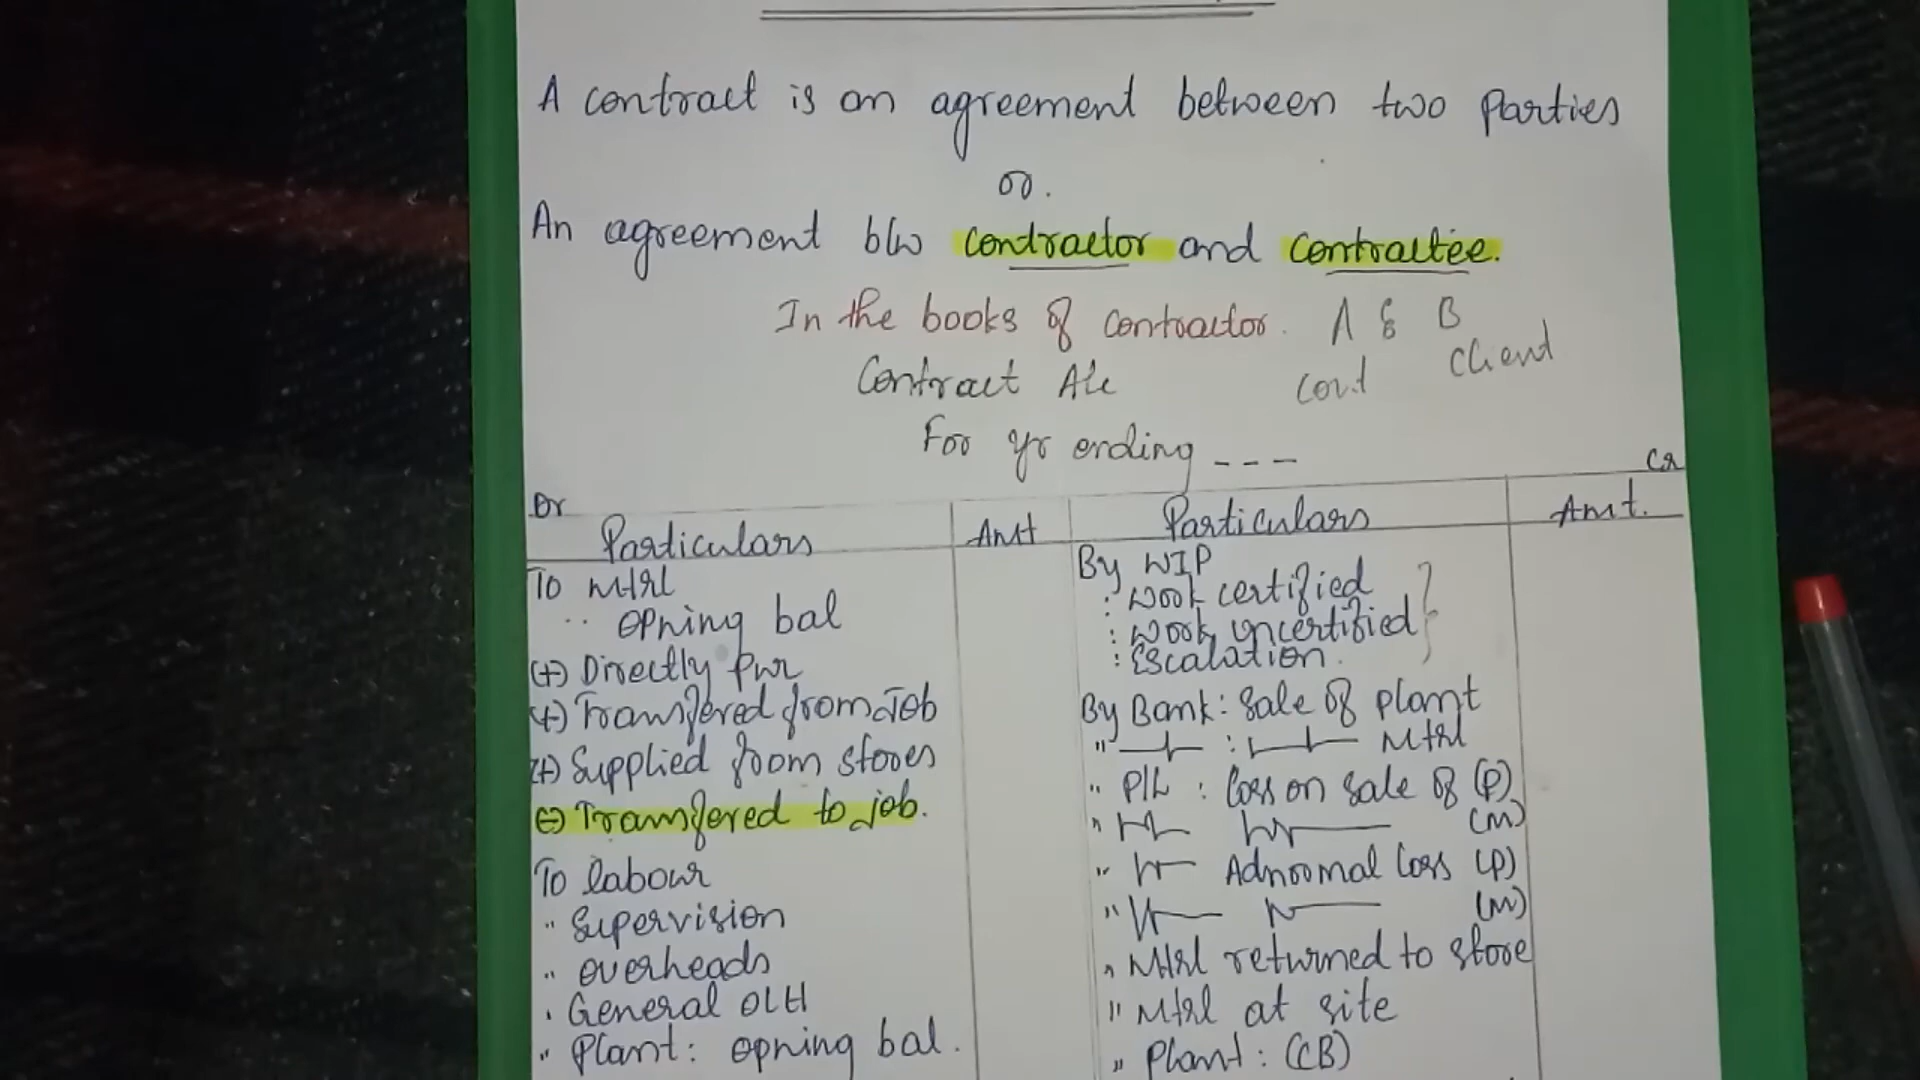 A contract is an agreement between two Parties
or.
An agreement b/w contractor and contractee.
In the books of contractor. A & B
Contract A/c Cont Client
For yr ending ---
Dr Cr
Particulars Amt Particulars Amt.
To Mtrl
opning bal
(+) Directly pur
(+) Transfered from Job
(+) Supplied from stores
(-) Transfered to job.
To labour
" Supervision
" overheads
" General O/H
" Plant: opning bal.
By WIP
: Work certified
: Work uncertified
: Escalation.
By Bank: Sale of plant
" : Mtrl
" P/L : loss on sale of (P)
" (M)
" Adnormal loss (P)
" (M)
" Mtrl returned to store
" Mtrl at site
" Plant: (CB)